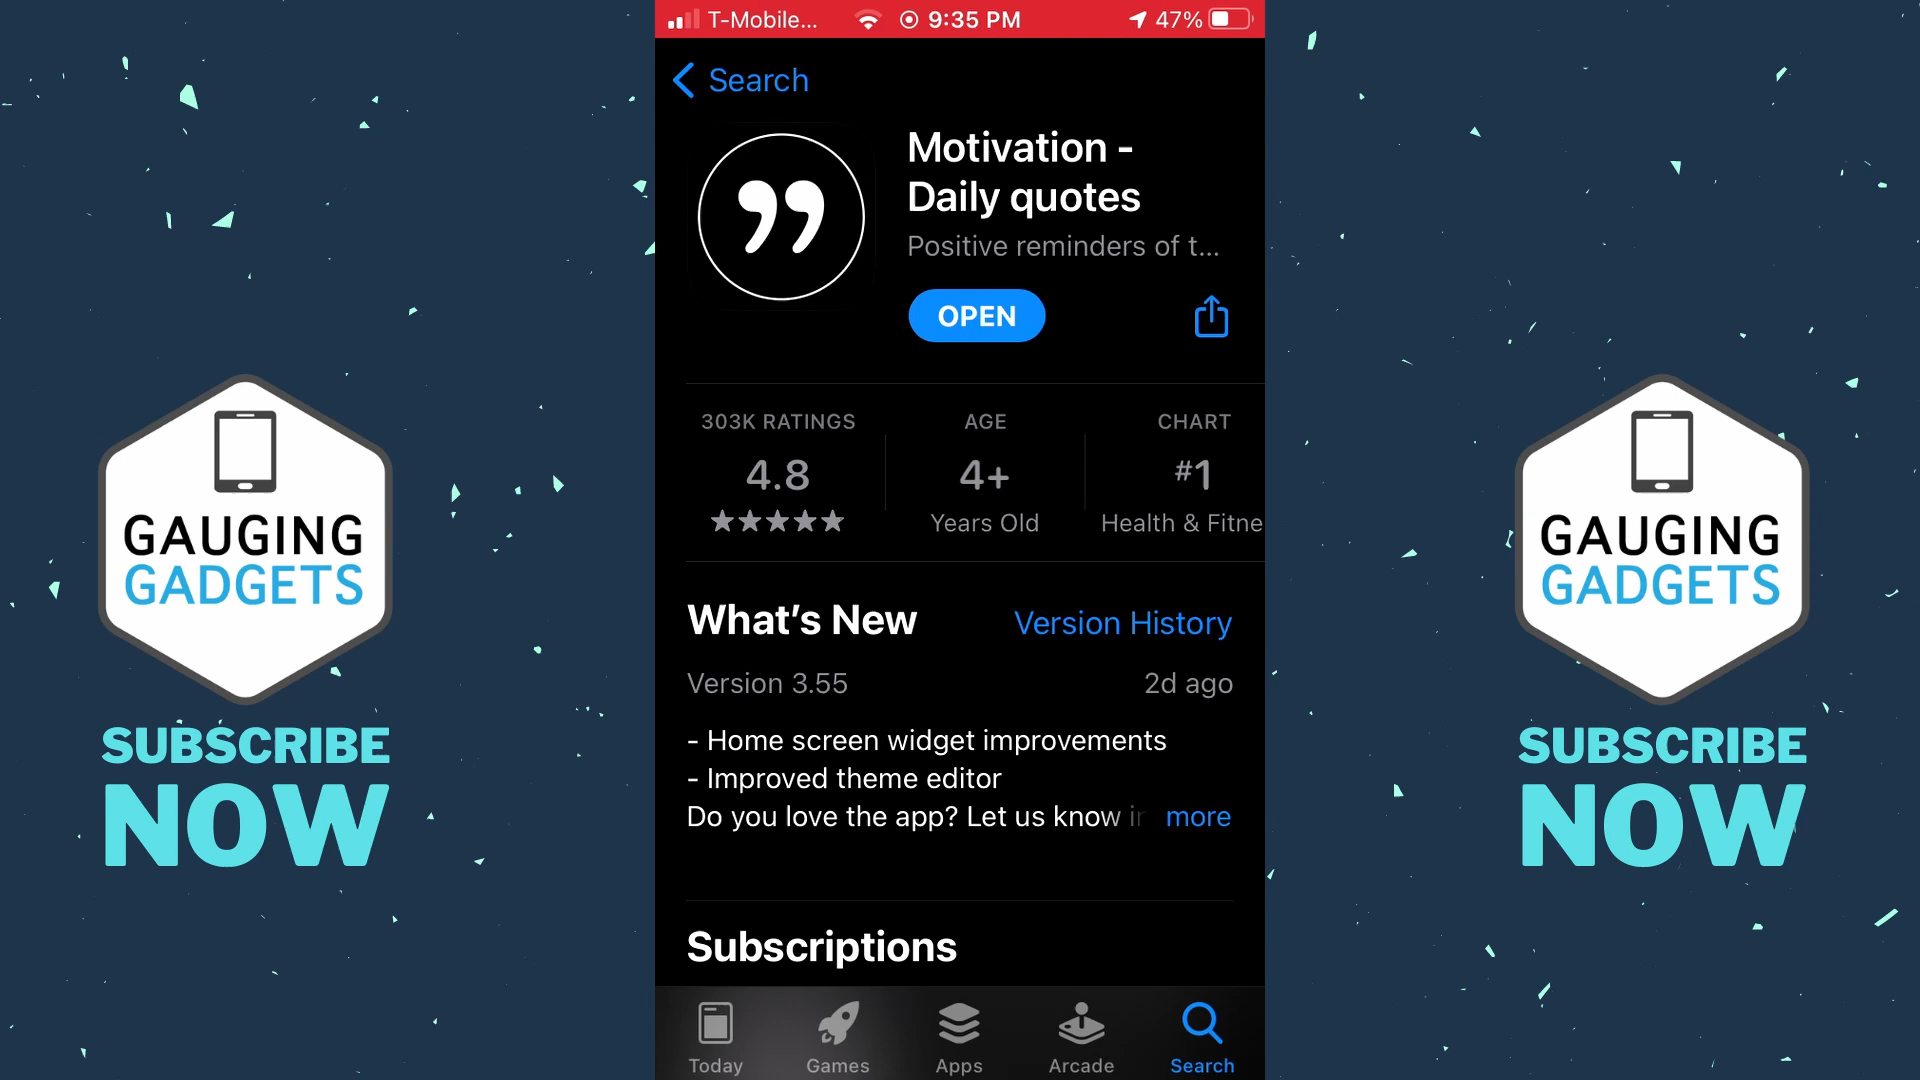 T-Mobile... 9:35 PM 47%
Search
Motivation -
Daily quotes
Positive reminders of t...
OPEN
303K RATINGS AGE CHART
4.8 4+ #1
Years Old Health & Fitne
What's New Version History
Version 3.55 2d ago
- Home screen widget improvements
- Improved theme editor
Do you love the app? Let us know in more
Subscriptions
Today Games Apps Arcade Search
GAUGING
GADGETS
SUBSCRIBE
NOW
GAUGING
GADGETS
SUBSCRIBE
NOW